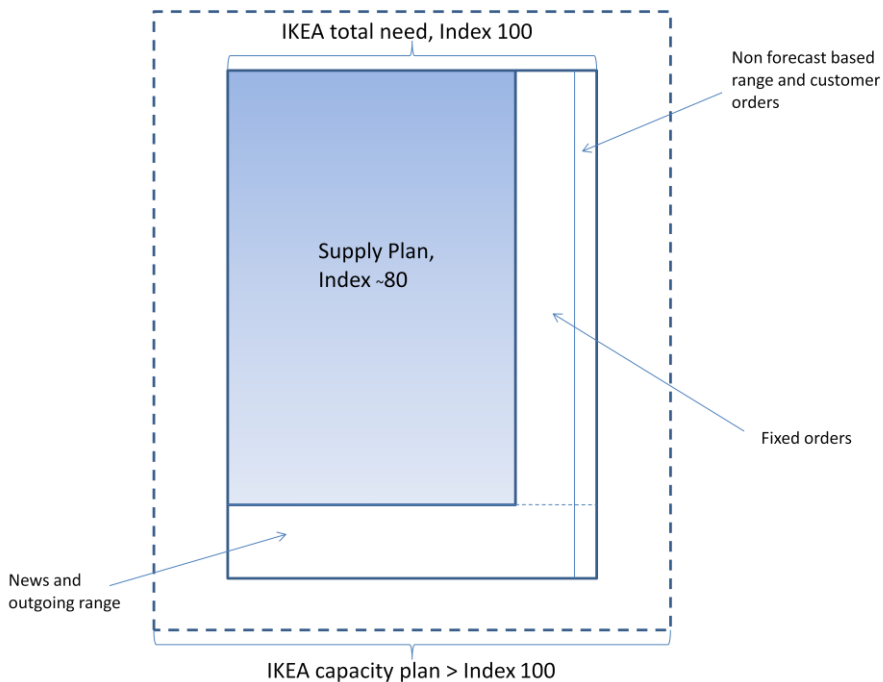 IKEA total need, Index 100
Non forecast based
range and customer
orders
Supply Plan,
Index ~80
Fixed orders
News and
outgoing range
IKEA capacity plan > Index 100